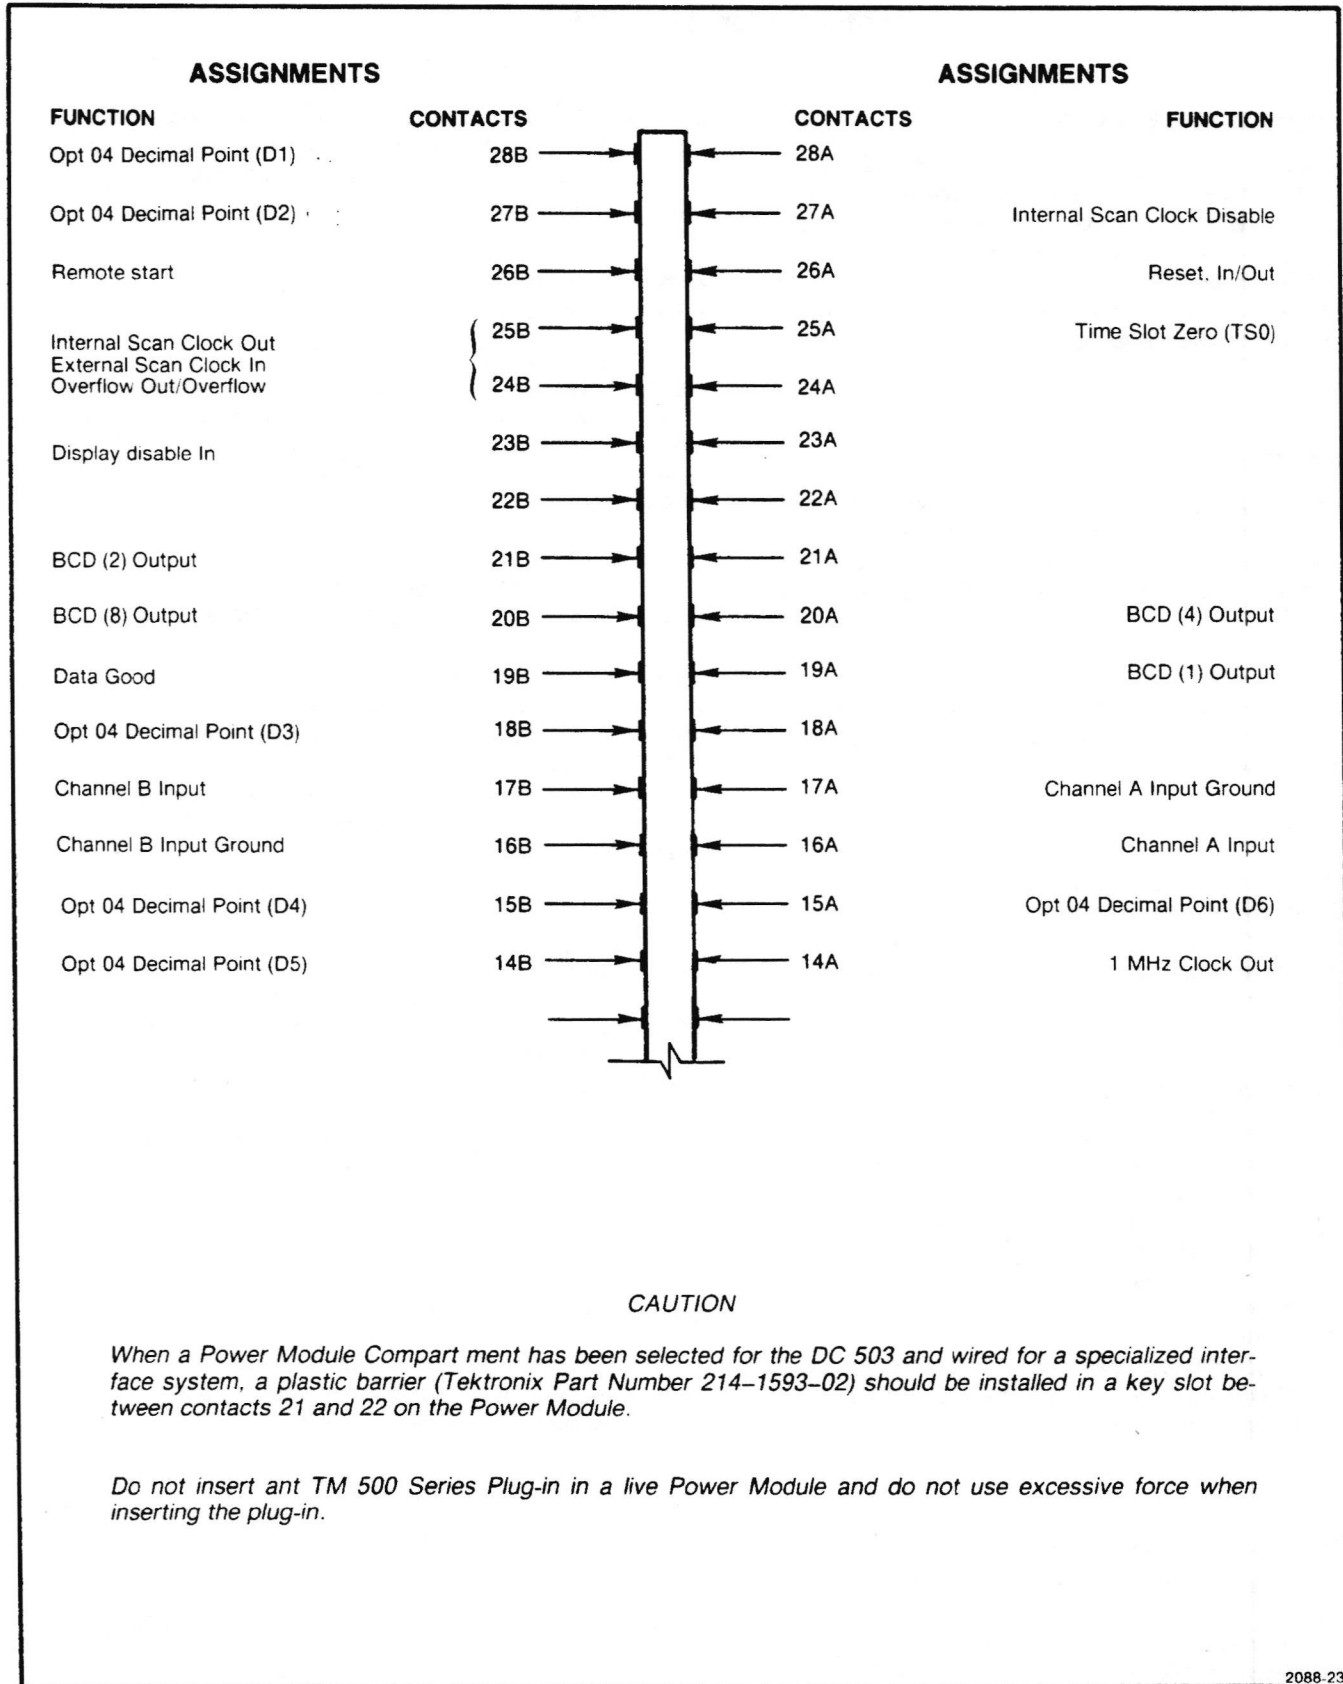 ASSIGNMENTS ASSIGNMENTS
FUNCTION CONTACTS CONTACTS FUNCTION
Opt 04 Decimal Point (D1) 28B 28A
Opt 04 Decimal Point (D2) 27B 27A Internal Scan Clock Disable
Remote start 26B 26A Reset. In/Out
Internal Scan Clock Out 25B 25A Time Slot Zero (TS0)
External Scan Clock In
Overflow Out/Overflow 24B 24A
Display disable In 23B 23A
22B 22A
BCD (2) Output 21B 21A
BCD (8) Output 20B 20A BCD (4) Output
Data Good 19B 19A BCD (1) Output
Opt 04 Decimal Point (D3) 18B 18A
Channel B Input 17B 17A Channel A Input Ground
Channel B Input Ground 16B 16A Channel A Input
Opt 04 Decimal Point (D4) 15B 15A Opt 04 Decimal Point (D6)
Opt 04 Decimal Point (D5) 14B 14A 1 MHz Clock Out
CAUTION
When a Power Module Compart ment has been selected for the DC 503 and wired for a specialized inter-
face system, a plastic barrier (Tektronix Part Number 214–1593–02) should be installed in a key slot be-
tween contacts 21 and 22 on the Power Module.
Do not insert ant TM 500 Series Plug-in in a live Power Module and do not use excessive force when
inserting the plug-in.
2088-23